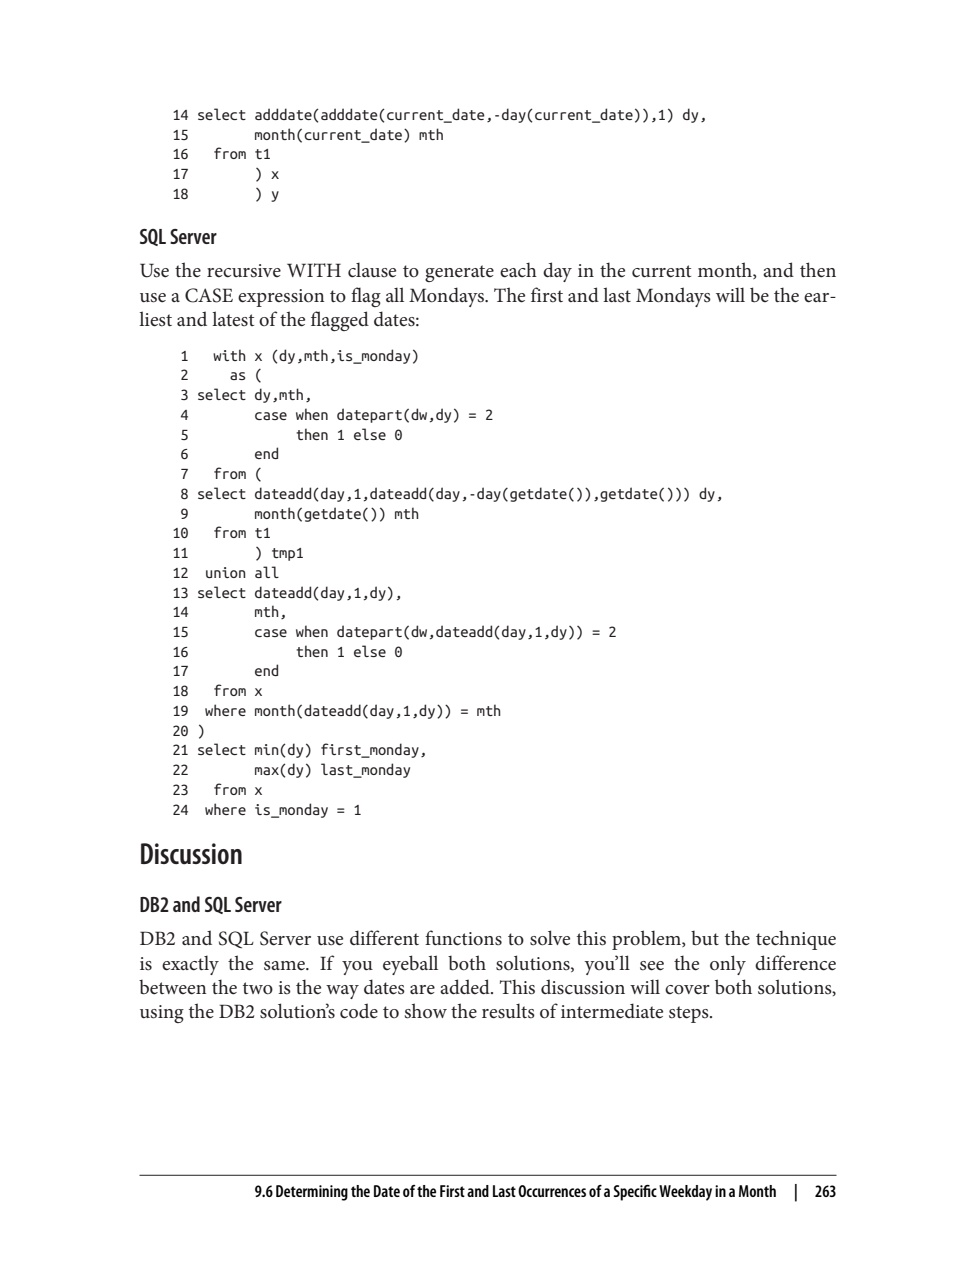 14 select adddate(adddate(current_date,-day(current_date)),1) dy,
15        month(current_date) mth
16   from t1
17        ) x
18        ) y
SQL Server
Use the recursive WITH clause to generate each day in the current month, and then
use a CASE expression to flag all Mondays. The first and last Mondays will be the ear-
liest and latest of the flagged dates:
1   with x (dy,mth,is_monday)
2     as (
3 select dy,mth,
4        case when datepart(dw,dy) = 2
5             then 1 else 0
6        end
7   from (
8 select dateadd(day,1,dateadd(day,-day(getdate()),getdate())) dy,
9        month(getdate()) mth
10   from t1
11        ) tmp1
12  union all
13 select dateadd(day,1,dy),
14        mth,
15        case when datepart(dw,dateadd(day,1,dy)) = 2
16             then 1 else 0
17        end
18   from x
19  where month(dateadd(day,1,dy)) = mth
20 )
21 select min(dy) first_monday,
22        max(dy) last_monday
23   from x
24  where is_monday = 1
Discussion
DB2 and SQL Server
DB2 and SQL Server use different functions to solve this problem, but the technique
is exactly the same. If you eyeball both solutions, you’ll see the only difference
between the two is the way dates are added. This discussion will cover both solutions,
using the DB2 solution’s code to show the results of intermediate steps.
9.6 Determining the Date of the First and Last Occurrences of a Specific Weekday in a Month | 263